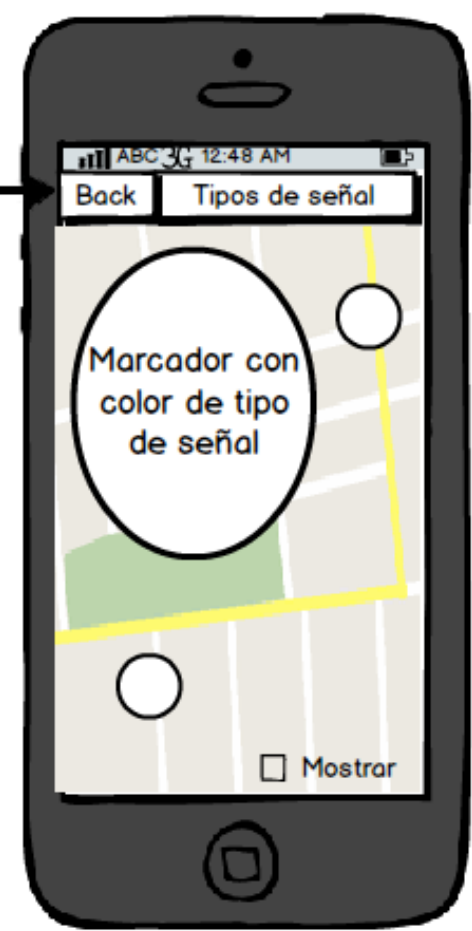 ABC 3G 12:48 AM
Back Tipos de señal
Marcador con
color de tipo
de señal
Mostrar